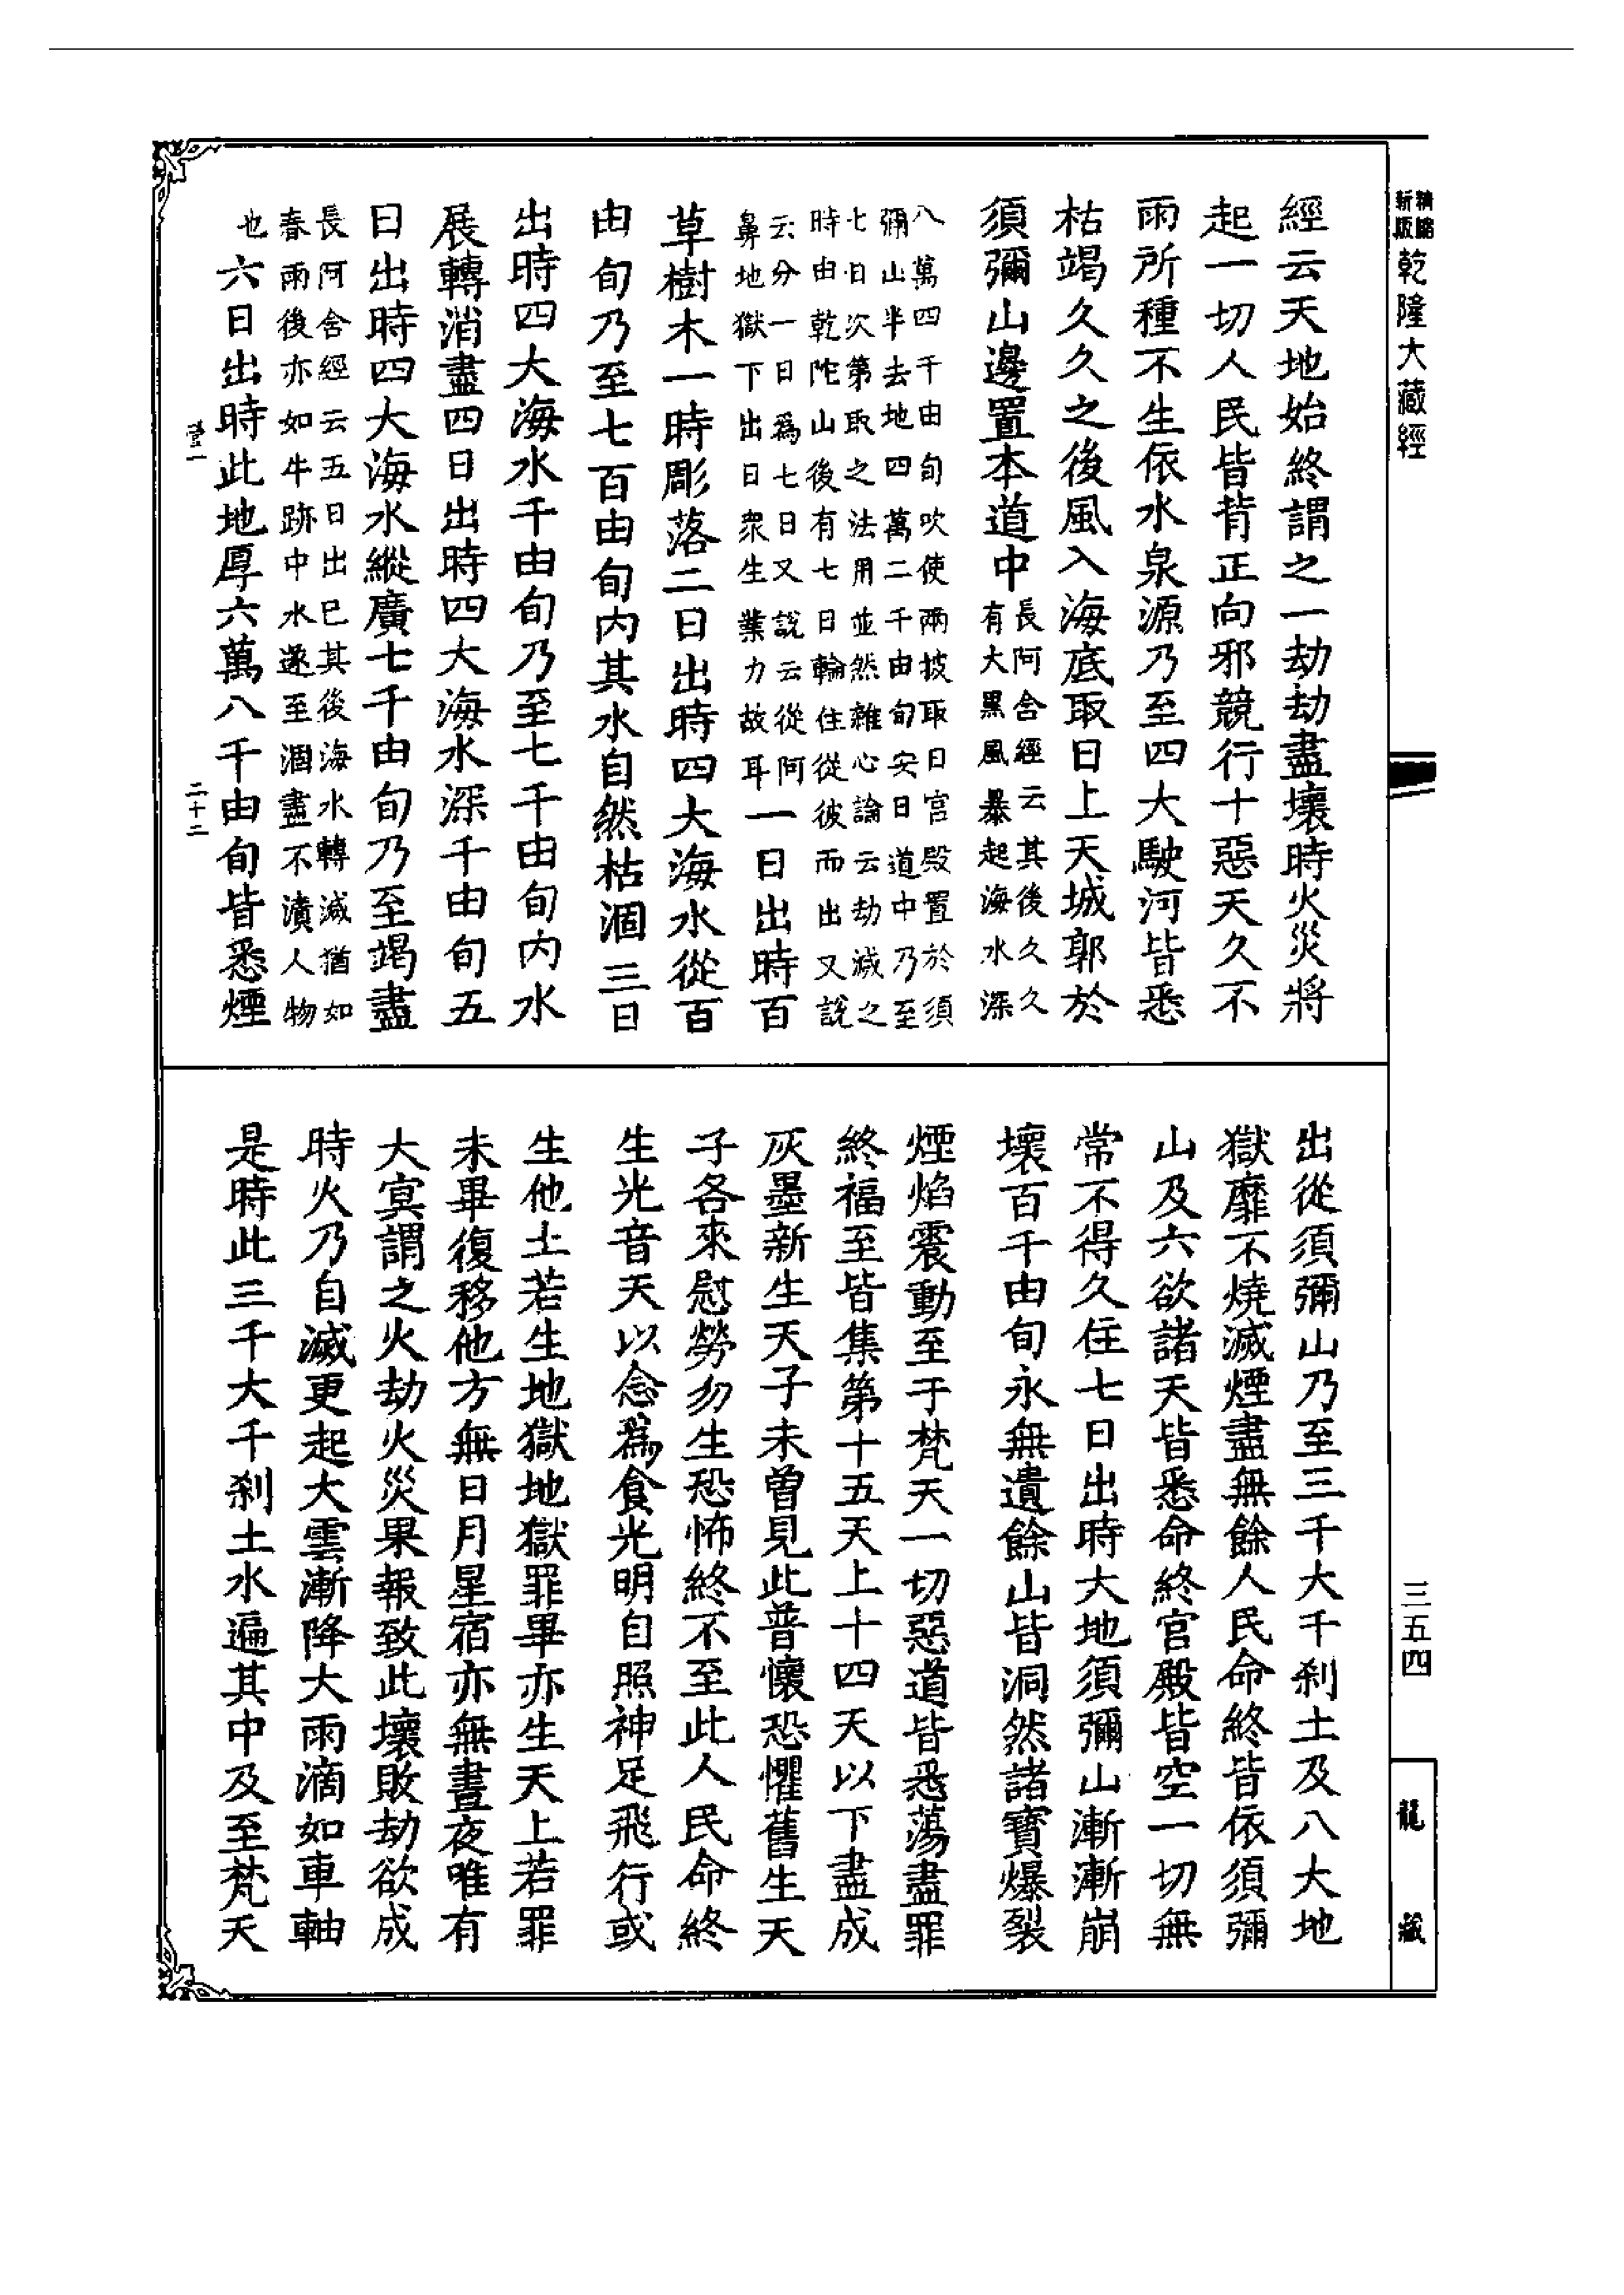 新版
精縮
乾隆大藏經
三五四
龍藏
經云天地始終謂之一劫劫盡壞時火災將
起一切人民皆背正向邪競行十惡天久不
雨所種不生依水泉源乃至四大駛河皆悉
枯竭久久之後風入海底取日上天城郭於
須彌山邊置本道中
長阿含經云其後久久
有大黑風暴起海水深
八萬四千由旬吹使兩披取日宮殿置於須
彌山半去地四萬二千由旬安日道中乃至
七日次第取之法用並然雜心論云劫減之
時由乾陀山後有七日輪住從彼而出又說
云分一日為七日又說云從阿
鼻地獄下出日眾生業力故耳
一日出時百
草樹木一時彫落二日出時四大海水從百
由旬乃至七百由旬內其水自然枯涸三日
出時四大海水千由旬乃至七千由旬內水
展轉消盡四日出時四大海水深千由旬五
日出時四大海水縱廣七千由旬乃至竭盡
長阿含經云五日出已其後海水轉減猶如
春雨後亦如牛跡中水遂至涸盡不漬人物
也
六日出時此地厚六萬八千由旬皆悉煙
二十二
出從須彌山乃至三千大千剎土及八大地
獄靡不燒滅煙盡無餘人民命終皆依須彌
山及六欲諸天皆悉命終宮殿皆空一切無
常不得久住七日出時大地須彌山漸漸崩
壞百千由旬永無遺餘山皆洞然諸寶爆裂
煙焰震動至于梵天一切惡道皆悉蕩盡罪
終福至皆集第十五天上十四天以下盡成
灰墨新生天子未曾見此普懷恐懼舊生天
子各來慰勞勿生恐怖終不至此人民命終
生光音天以念為食光明自照神足飛行或
生他土若生地獄地獄罪畢亦生天上若罪
未畢復移他方無日月星宿亦無晝夜唯有
大冥謂之火劫火災果報致此壞敗劫欲成
時火乃自滅更起大雲漸降大雨滴如車軸
是時此三千大千剎土水遍其中及至梵天